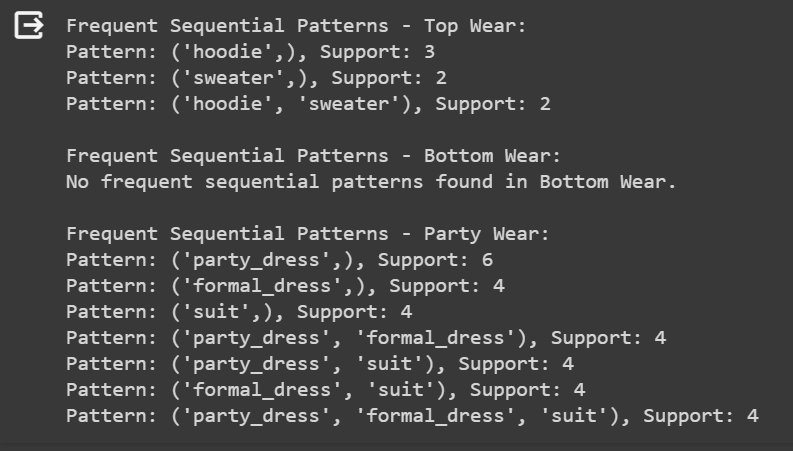 Frequent Sequential Patterns - Top Wear:
Pattern: ('hoodie',), Support: 3
Pattern: ('sweater',), Support: 2
Pattern: ('hoodie', 'sweater'), Support: 2
Frequent Sequential Patterns - Bottom Wear:
No frequent sequential patterns found in Bottom Wear.
Frequent Sequential Patterns - Party Wear:
Pattern: ('party_dress',), Support: 6
Pattern: ('formal_dress',), Support: 4
Pattern: ('suit',), Support: 4
Pattern: ('party_dress', 'formal_dress'), Support: 4
Pattern: ('party_dress', 'suit'), Support: 4
Pattern: ('formal_dress', 'suit'), Support: 4
Pattern: ('party_dress', 'formal_dress', 'suit'), Support: 4